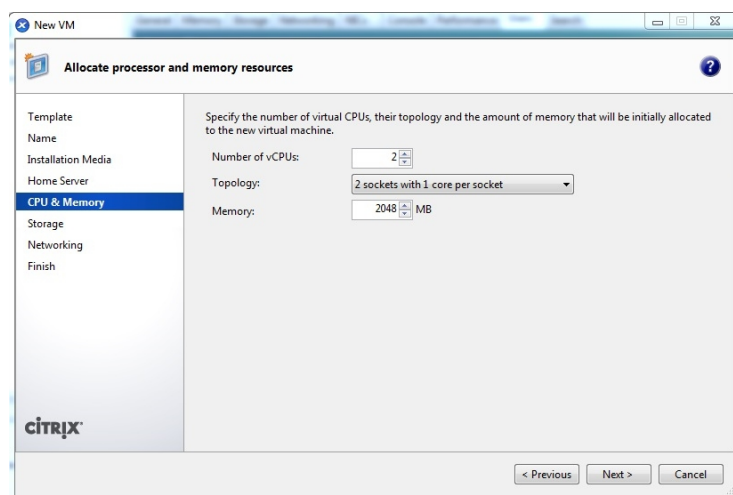 New VM
Allocate processor and memory resources
Template
Name
Installation Media
Home Server
CPU & Memory
Storage
Networking
Finish
Specify the number of virtual CPUs, their topology and the amount of memory that will be initially allocated
to the new virtual machine.
Number of vCPUs: 2
Topology: 2 sockets with 1 core per socket
Memory: 2048 MB
CITRIX
< Previous Next > Cancel